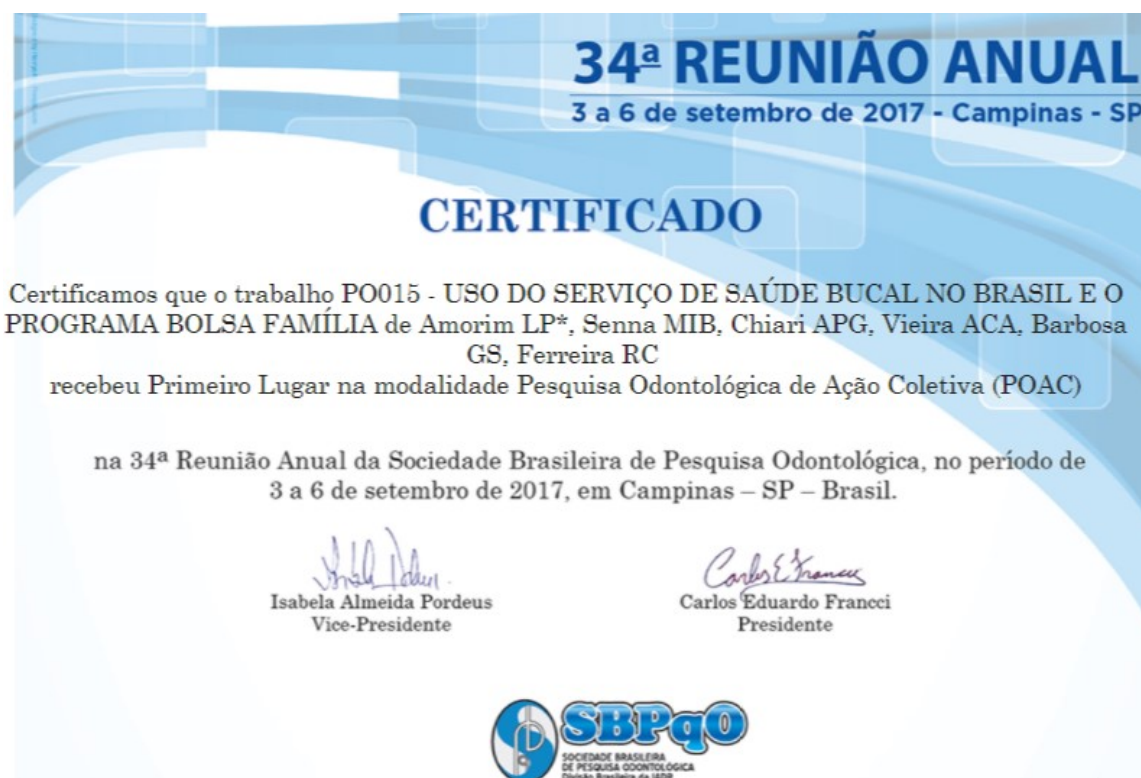 34ª REUNIÃO ANUAL
3 a 6 de setembro de 2017 - Campinas - SP
CERTIFICADO
Certificamos que o trabalho PO015 - USO DO SERVIÇO DE SAÚDE BUCAL NO BRASIL E O
PROGRAMA BOLSA FAMÍLIA de Amorim LP*, Senna MIB, Chiari APG, Vieira ACA, Barbosa
GS, Ferreira RC
recebeu Primeiro Lugar na modalidade Pesquisa Odontológica de Ação Coletiva (POAC)
na 34ª Reunião Anual da Sociedade Brasileira de Pesquisa Odontológica, no período de
3 a 6 de setembro de 2017, em Campinas – SP – Brasil.
Isabela Almeida Pordeus
Vice-Presidente
Carlos Eduardo Francci
Presidente
SBPqO
SOCIEDADE BRASILEIRA
DE PESQUISA ODONTOLÓGICA
Divisão Brasileira da IADR